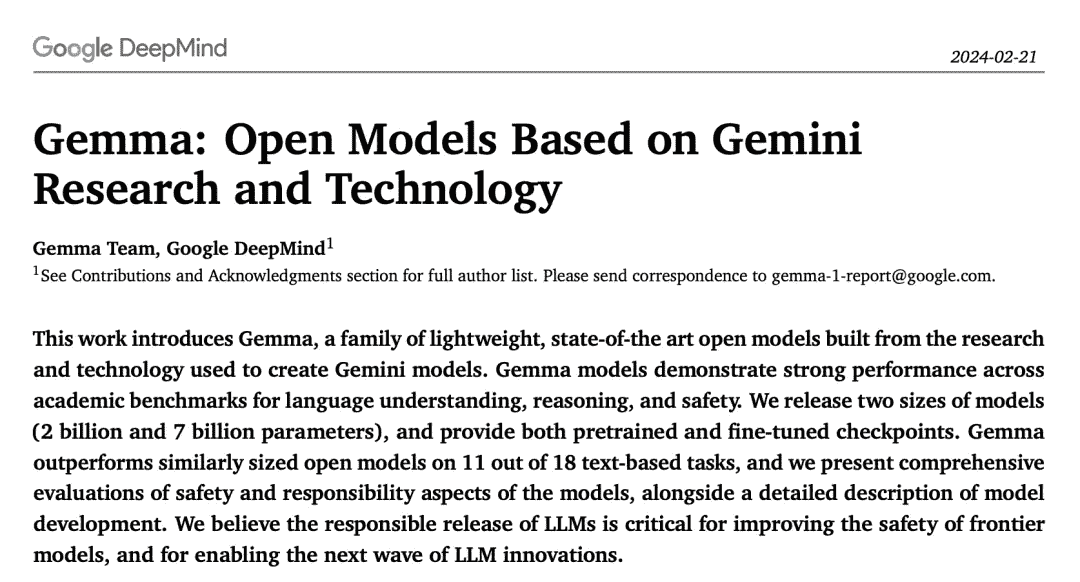 Google DeepMind
2024-02-21
Gemma: Open Models Based on Gemini
Research and Technology
Gemma Team, Google DeepMind1
1See Contributions and Acknowledgments section for full author list. Please send correspondence to gemma-1-report@google.com.
This work introduces Gemma, a family of lightweight, state-of-the art open models built from the research
and technology used to create Gemini models. Gemma models demonstrate strong performance across
academic benchmarks for language understanding, reasoning, and safety. We release two sizes of models
(2 billion and 7 billion parameters), and provide both pretrained and fine-tuned checkpoints. Gemma
outperforms similarly sized open models on 11 out of 18 text-based tasks, and we present comprehensive
evaluations of safety and responsibility aspects of the models, alongside a detailed description of model
development. We believe the responsible release of LLMs is critical for improving the safety of frontier
models, and for enabling the next wave of LLM innovations.